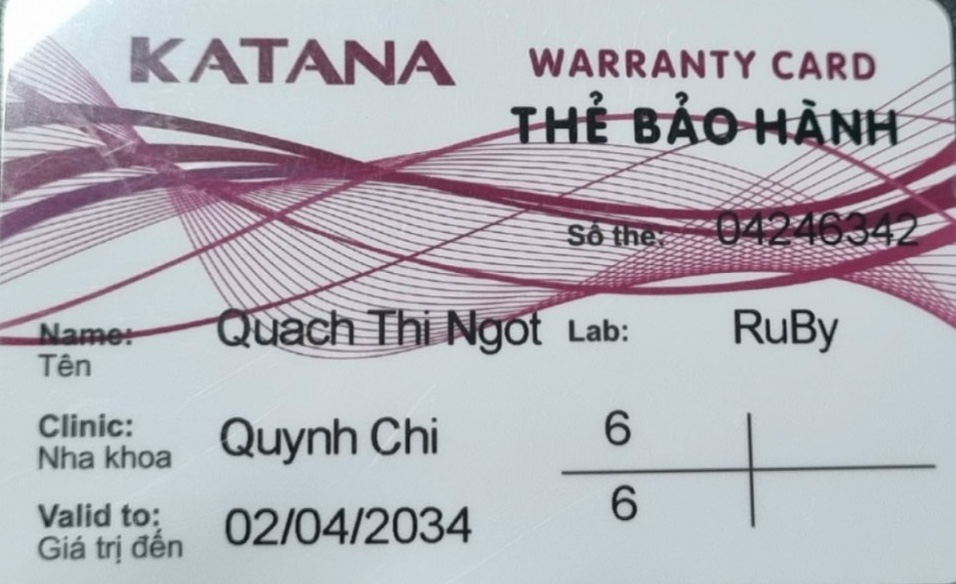 KATANA
WARRANTY CARD
THẺ BẢO HÀNH
Số the: 04246342
Name: Quach Thi Ngot Lab: RuBy
Tên
Clinic: Quynh Chi 6
Nha khoa
Valid to: 02/04/2034 6
Giá trị đến